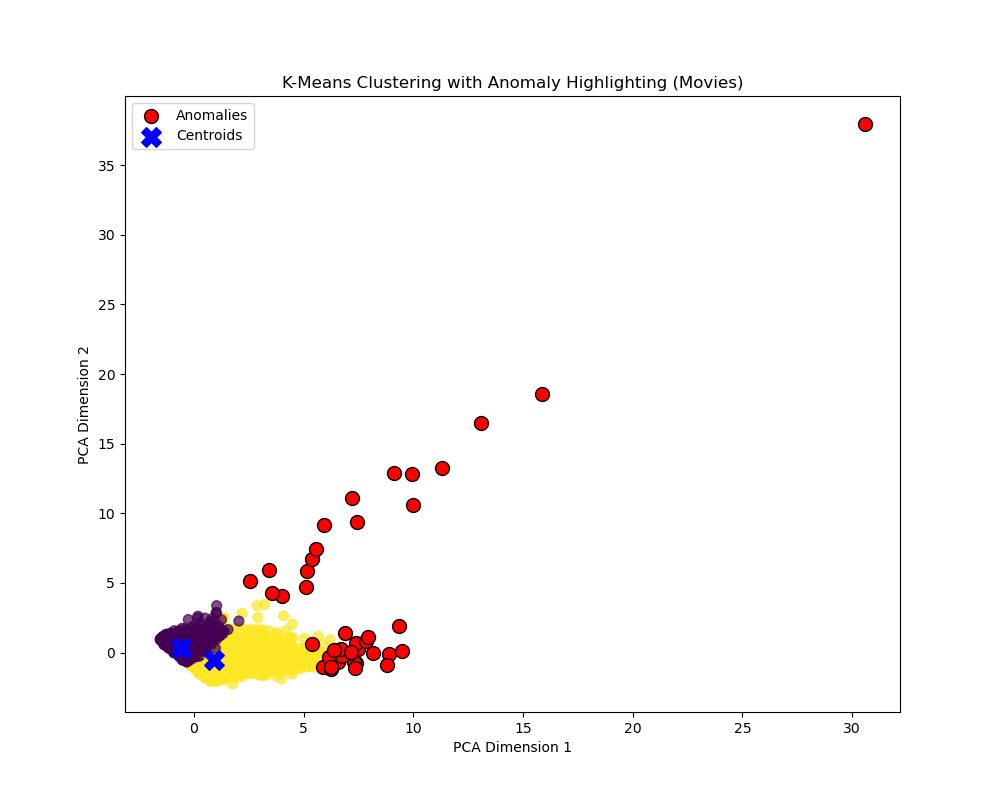 K-Means Clustering with Anomaly Highlighting (Movies)
Anomalies
Centroids
PCA Dimension 2
35
30
25
20
15
10
5
0
0 5 10 15 20 25 30
PCA Dimension 1